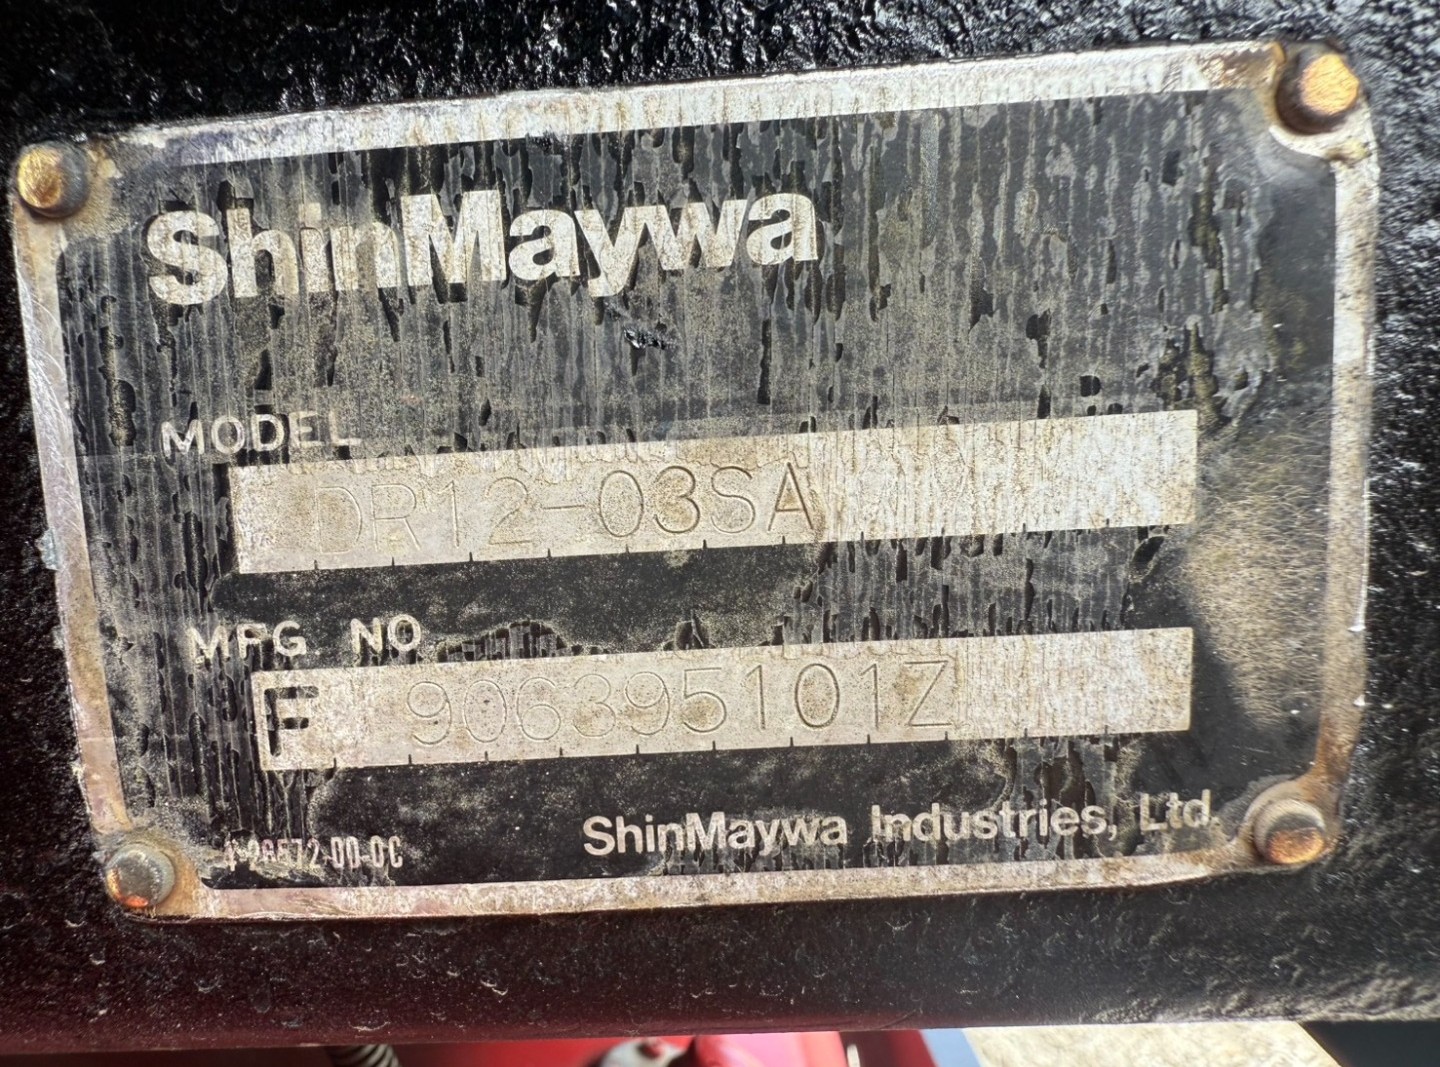 ShinMaywa
MODEL
DR12-03SA
MFG NO.
F 906395101Z
ShinMaywa Industries, Ltd.